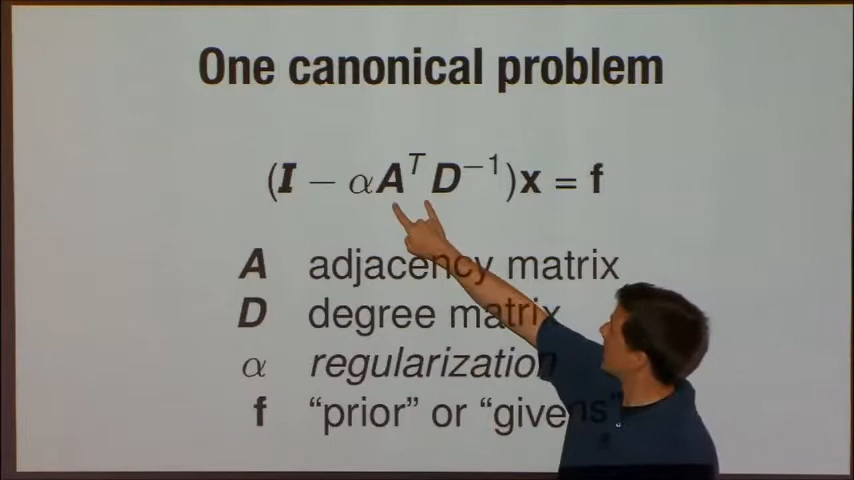 One canonical problem
(I − αAᵀD⁻¹)x = f
A adjacency matrix
D degree matrix
α regularization
f “prior” or “givens”